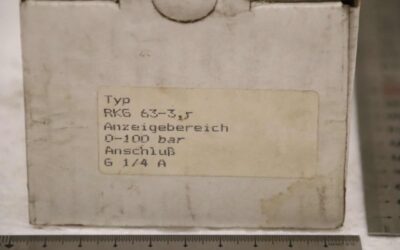 Typ
RKG 63-3,5
Anzeigebereich
0-100 bar
Anschluß
G 1/4 A